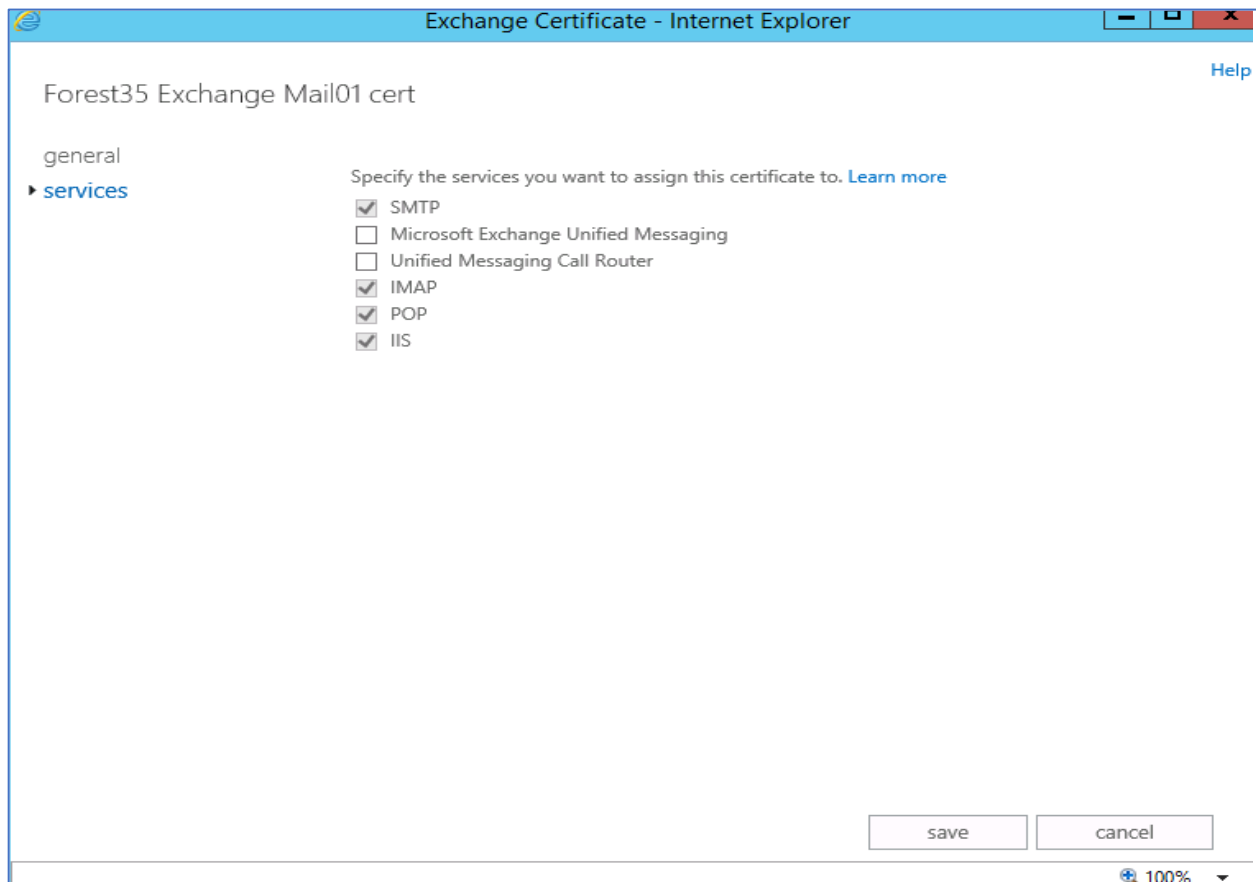 Exchange Certificate - Internet Explorer
Help
Forest35 Exchange Mail01 cert
general
services
Specify the services you want to assign this certificate to. Learn more
SMTP
Microsoft Exchange Unified Messaging
Unified Messaging Call Router
IMAP
POP
IIS
save
cancel
100%